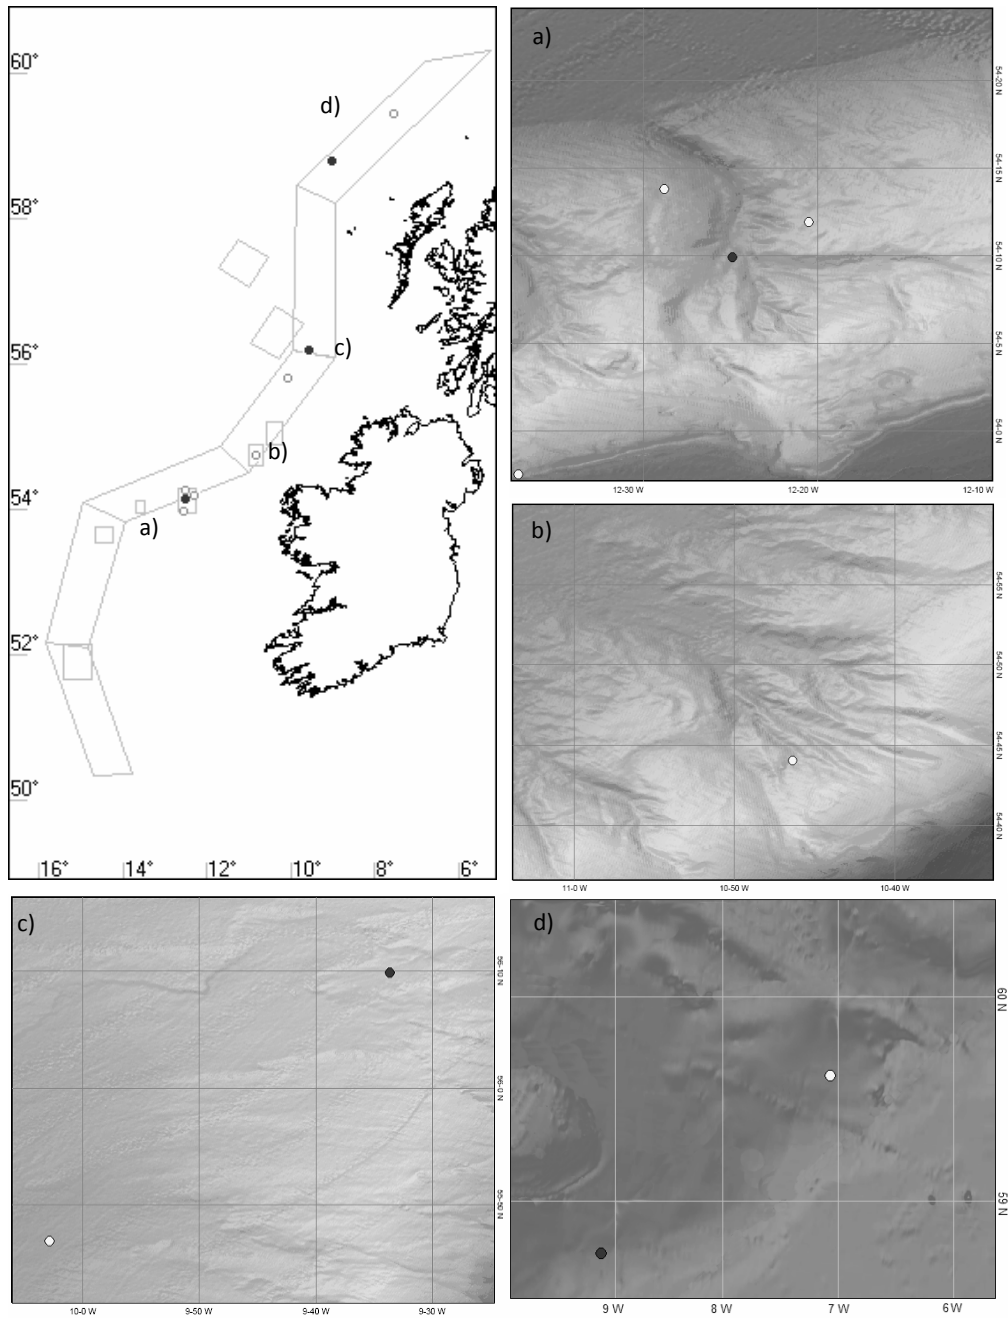 60°
d)
58°
56°
c)
b)
54°
a)
52°
50°
16°
14°
12°
10°
8°
6°
a)
54-20 N
54-15 N
54-10 N
54-5 N
54-0 N
12-30 W
12-20 W
12-10 W
b)
54-55 N
54-50 N
54-45 N
54-40 N
11-0 W
10-50 W
10-40 W
c)
56-10 N
56-0 N
55-50 N
10-0 W
9-50 W
9-40 W
9-30 W
d)
60 N
59 N
9 W
8 W
7 W
6 W